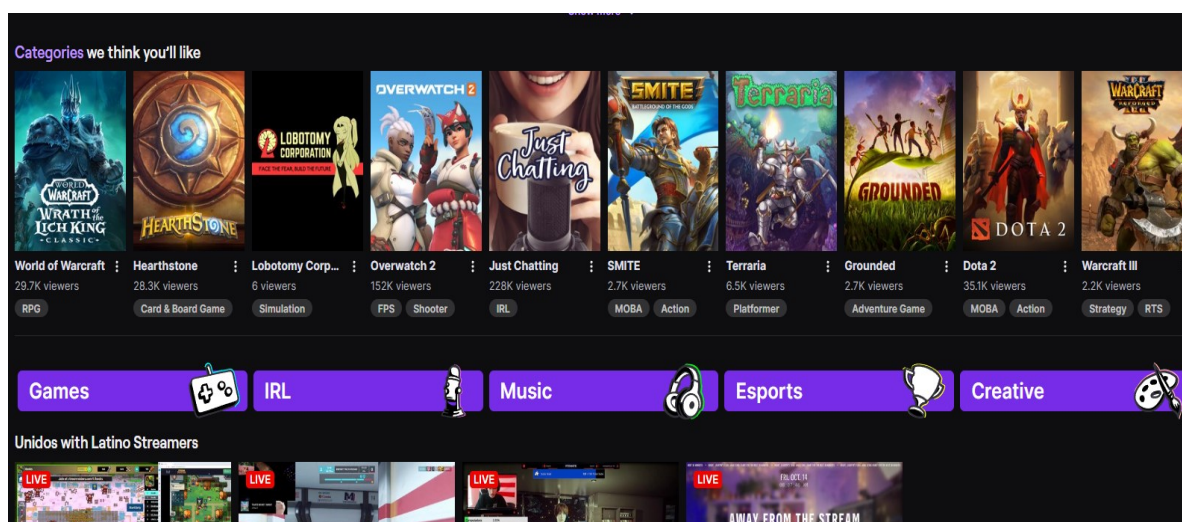 Categories we think you'll like
WORLD
WARCRAFT
WRATH of the
LICH KING
CLASSIC
HEARTHSTONE
LOBOTOMY
CORPORATION
FACE THE FEAR, BUILD THE FUTURE
OVERWATCH 2
Just
Chatting
SMITE
BATTLEGROUND OF THE GODS
Terraria
GROUNDED
DOTA 2
WARCRAFT
III
REFORGED
World of Warcraft Hearthstone Lobotomy Corp... Overwatch 2 Just Chatting SMITE Terraria Grounded Dota 2 Warcraft III
29.7K viewers 28.3K viewers 6 viewers 152K viewers 228K viewers 2.7K viewers 6.5K viewers 2.7K viewers 35.1K viewers 2.2K viewers
RPG Card & Board Game Simulation FPS Shooter IRL MOBA Action Platformer Adventure Game MOBA Action Strategy RTS
Games IRL Music Esports Creative
Unidos with Latino Streamers
LIVE LIVE LIVE LIVE
FRI. OCT. 14
AWAY FROM THE STREAM